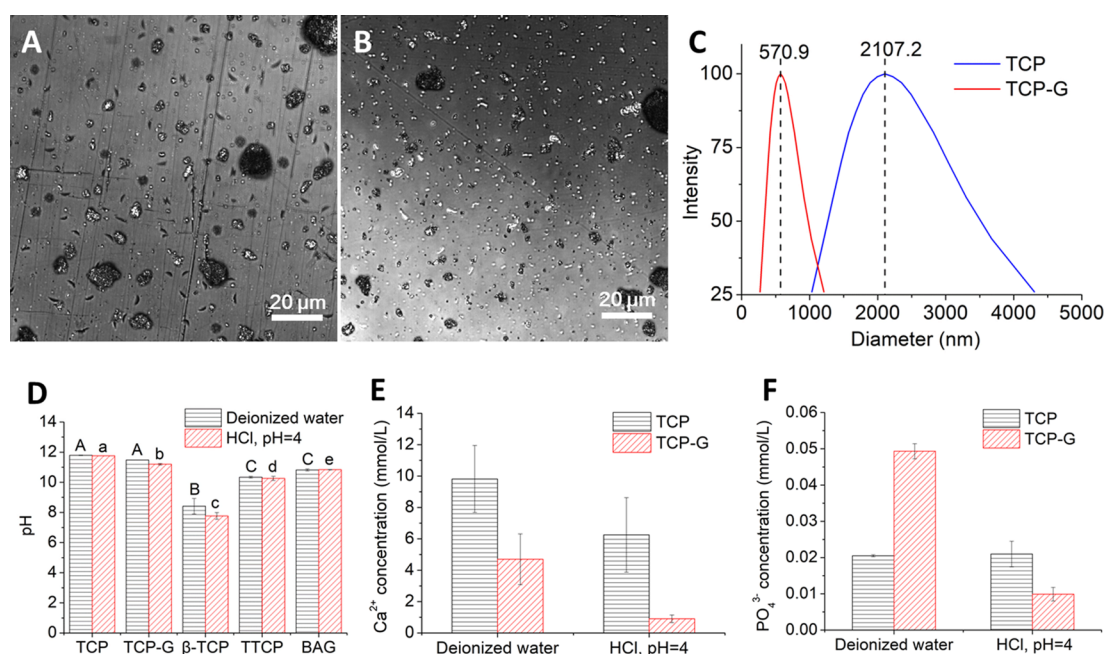 A
20 µm
B
20 µm
C
570.9
2107.2
TCP
TCP-G
100
75
50
25
Intensity
0
1000
2000
3000
4000
5000
Diameter (nm)
D
Deionized water
HCl, pH=4
14
12
10
8
6
4
2
0
pH
A a
A b
B c
C d
C e
TCP
TCP-G
β-TCP
TTCP
BAG
E
TCP
TCP-G
14
12
10
8
6
4
2
0
Ca2+ concentration (mmol/L)
Deionized water
HCl, pH=4
F
TCP
TCP-G
0.06
0.05
0.04
0.03
0.02
0.01
0.00
PO43- concentration (mmol/L)
Deionized water
HCl, pH=4